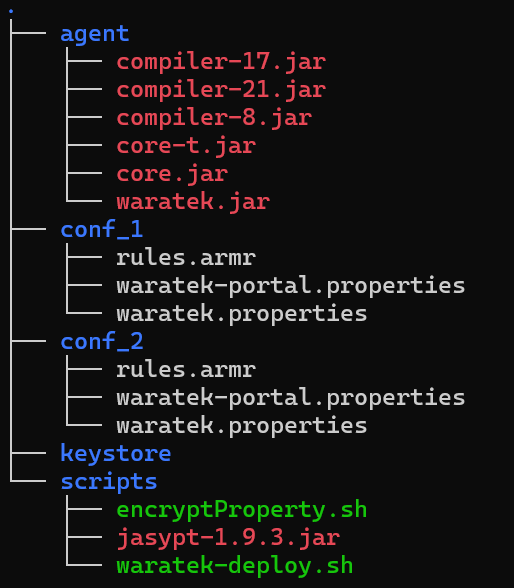 .
├── agent
│   ├── compiler-17.jar
│   ├── compiler-21.jar
│   ├── compiler-8.jar
│   ├── core-t.jar
│   ├── core.jar
│   └── waratek.jar
├── conf_1
│   ├── rules.armr
│   ├── waratek-portal.properties
│   └── waratek.properties
├── conf_2
│   ├── rules.armr
│   ├── waratek-portal.properties
│   └── waratek.properties
├── keystore
└── scripts
    ├── encryptProperty.sh
    ├── jasypt-1.9.3.jar
    └── waratek-deploy.sh